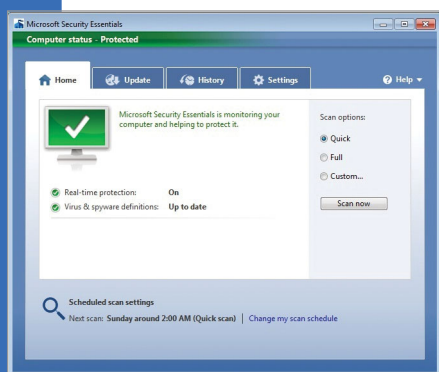 Microsoft Security Essentials
Computer status - Protected
Home
Update
History
Settings
Help
Microsoft Security Essentials is monitoring your
computer and helping to protect it.
Real-time protection: On
Virus & spyware definitions: Up to date
Scan options:
Quick
Full
Custom...
Scan now
Scheduled scan settings
Next scan: Sunday around 2:00 AM (Quick scan) | Change my scan schedule